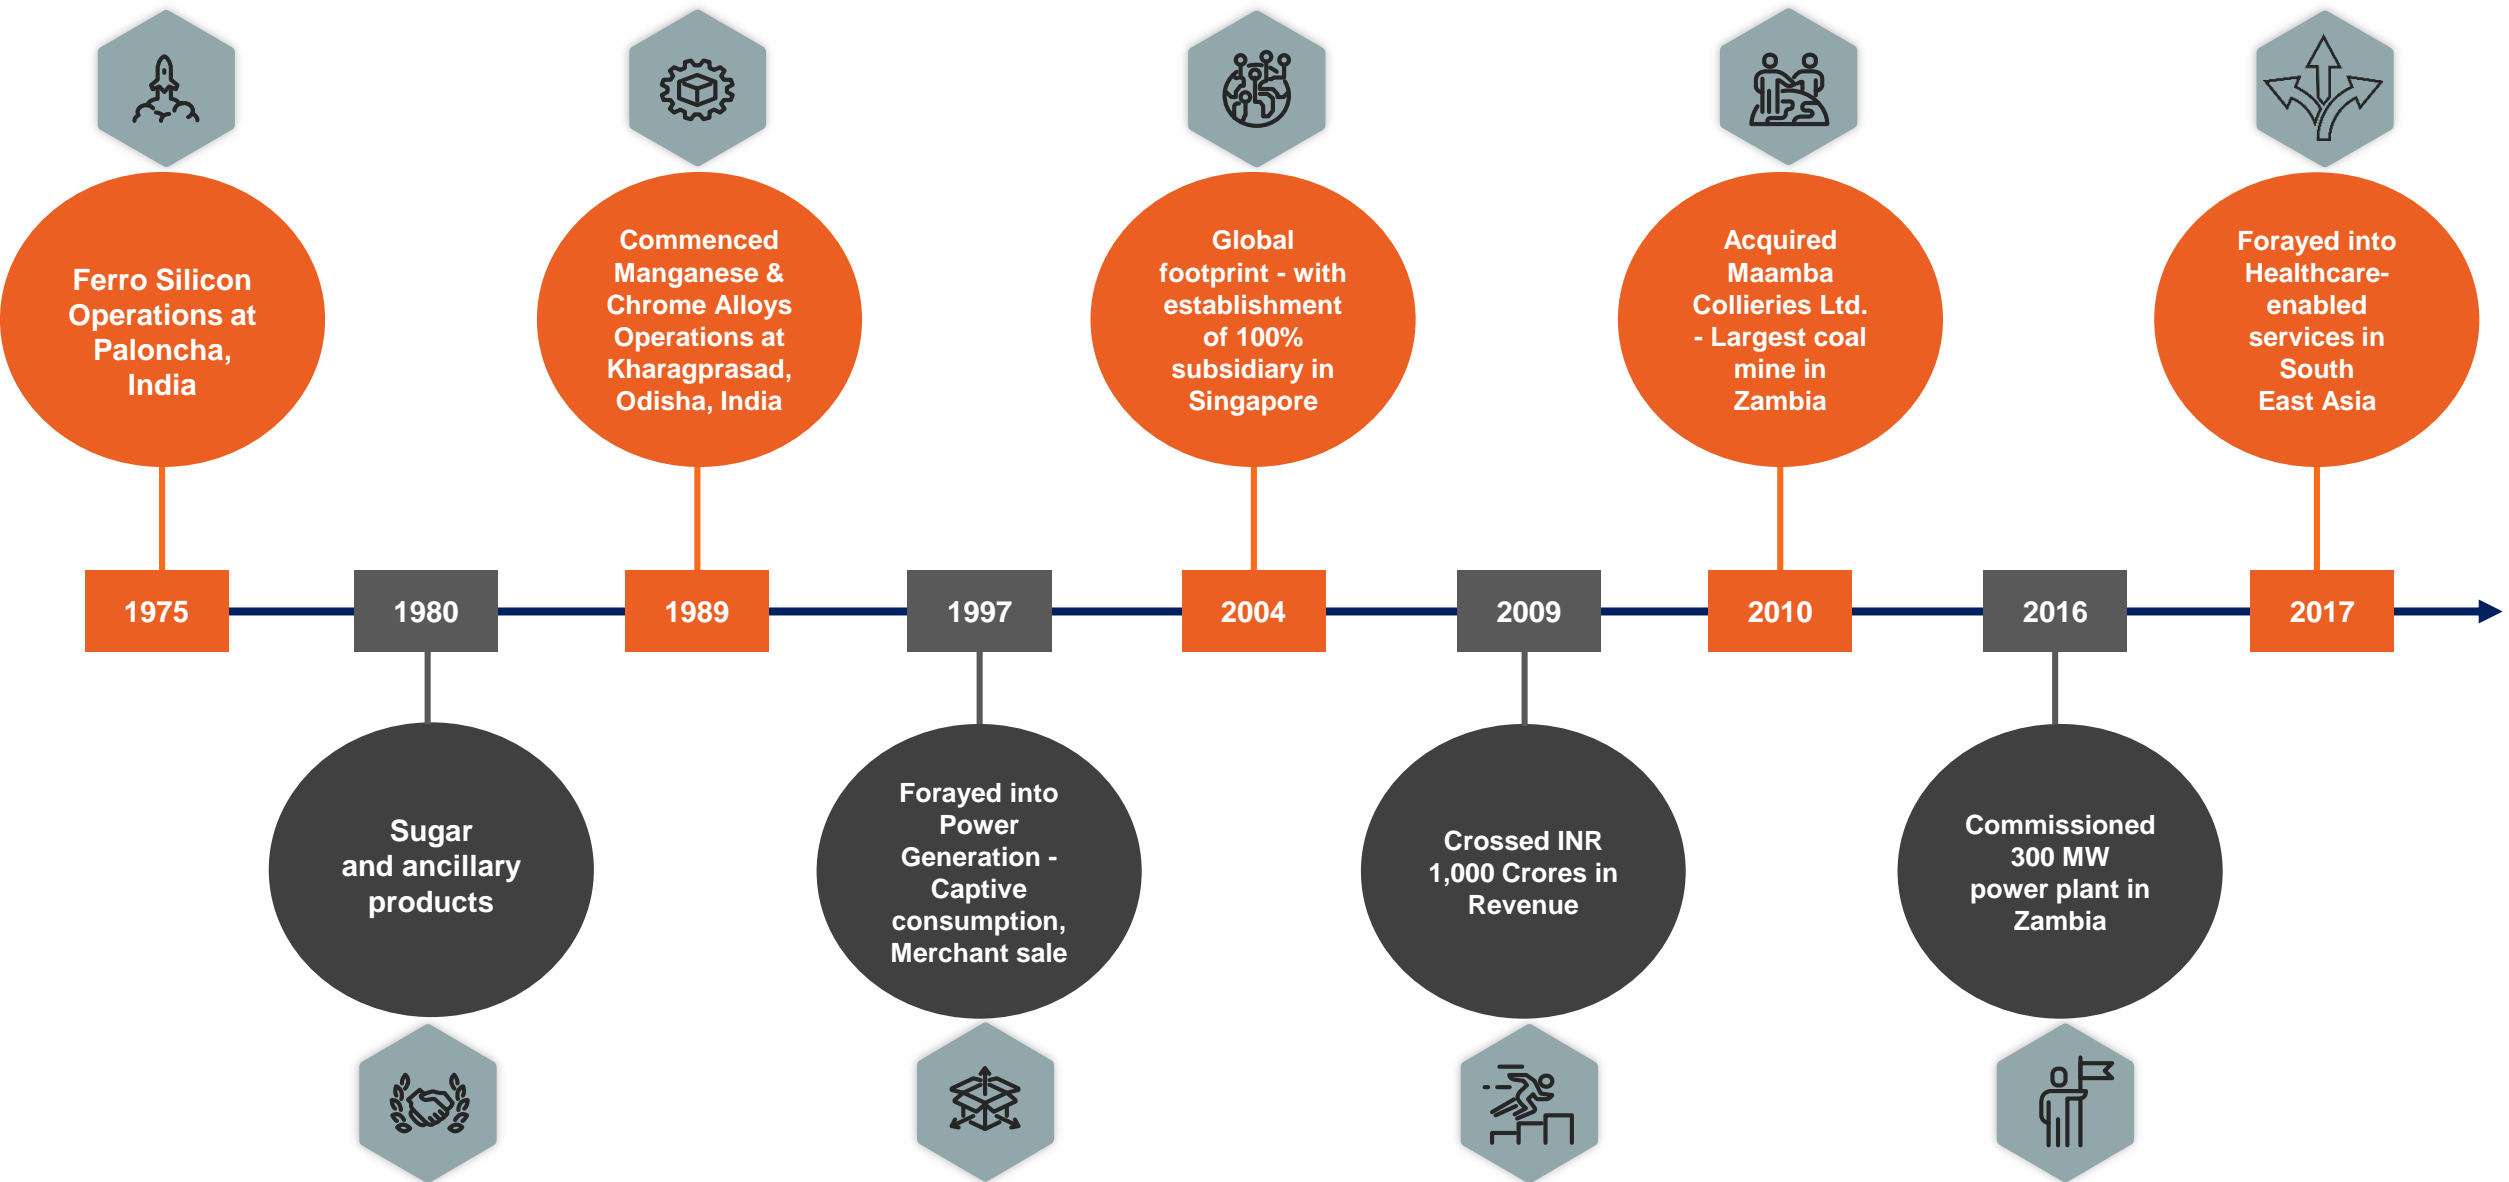 Ferro Silicon
Operations at
Paloncha,
India
Commenced
Manganese &
Chrome Alloys
Operations at
Kharagprasad,
Odisha, India
Global
footprint - with
establishment
of 100%
subsidiary in
Singapore
Acquired
Maamba
Collieries Ltd.
- Largest coal
mine in
Zambia
Forayed into
Healthcare-
enabled
services in
South
East Asia
1975
1980
1989
1997
2004
2009
2010
2016
2017
Sugar
and ancillary
products
Forayed into
Power
Generation -
Captive
consumption,
Merchant sale
Crossed INR
1,000 Crores in
Revenue
Commissioned
300 MW
power plant in
Zambia